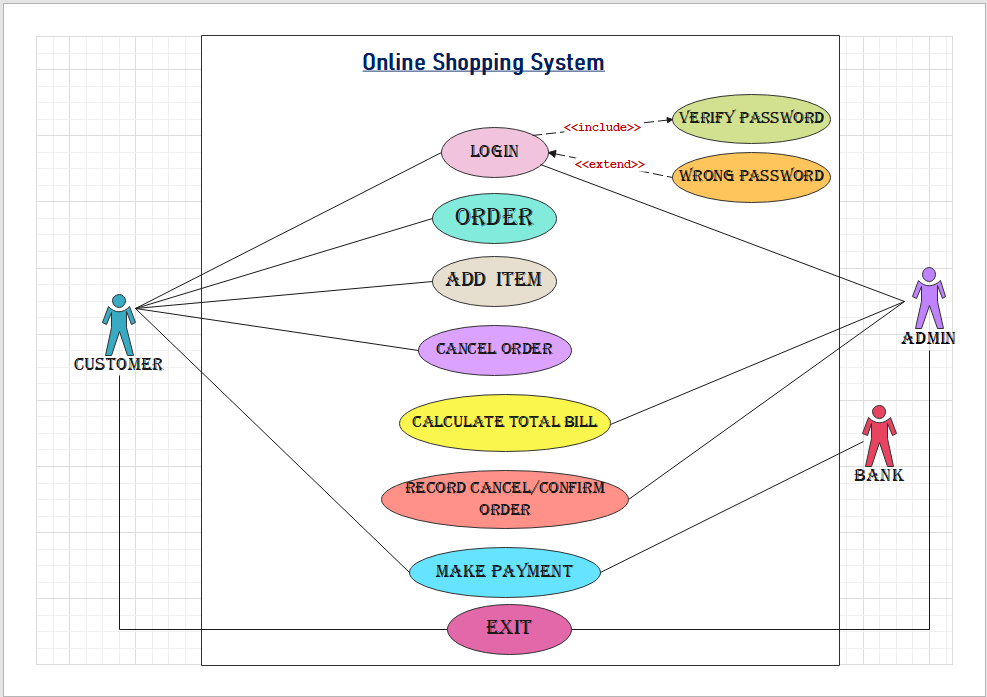 Online Shopping System
VERIFY PASSWORD
<<include>>
LOGIN
<<extend>>
WRONG PASSWORD
ORDER
ADD ITEM
CUSTOMER
ADMIN
CANCEL ORDER
CALCULATE TOTAL BILL
BANK
RECORD CANCEL/CONFIRM
ORDER
MAKE PAYMENT
EXIT